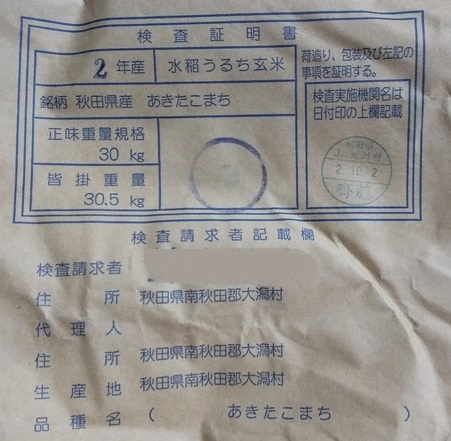 検査証明書
2年産 水稲うるち玄米
銘柄 秋田県産 あきたこまち
正味重量規格
30 kg
皆掛重量
30.5 kg
荷造り、包装及び左記の
事項を証明する。
検査実施機関名は
日付印の上欄記載
2.10.2
検査請求者記載欄
検査請求者
住所 秋田県南秋田郡大潟村
代理人
住所 秋田県南秋田郡大潟村
生産地 秋田県南秋田郡大潟村
品種名 ( あきたこまち )